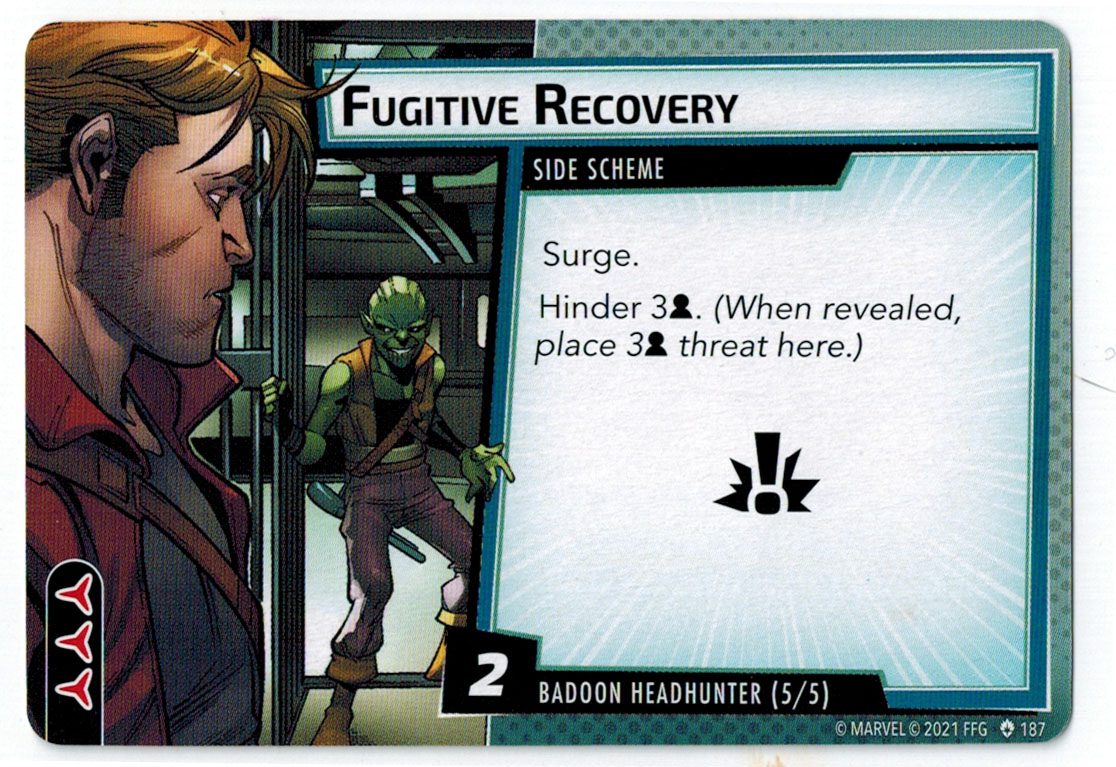 FUGITIVE RECOVERY
SIDE SCHEME
Surge.
Hinder 3. (When revealed,
place 3 threat here.)
2
BADOON HEADHUNTER (5/5)
© MARVEL © 2021 FFG 187